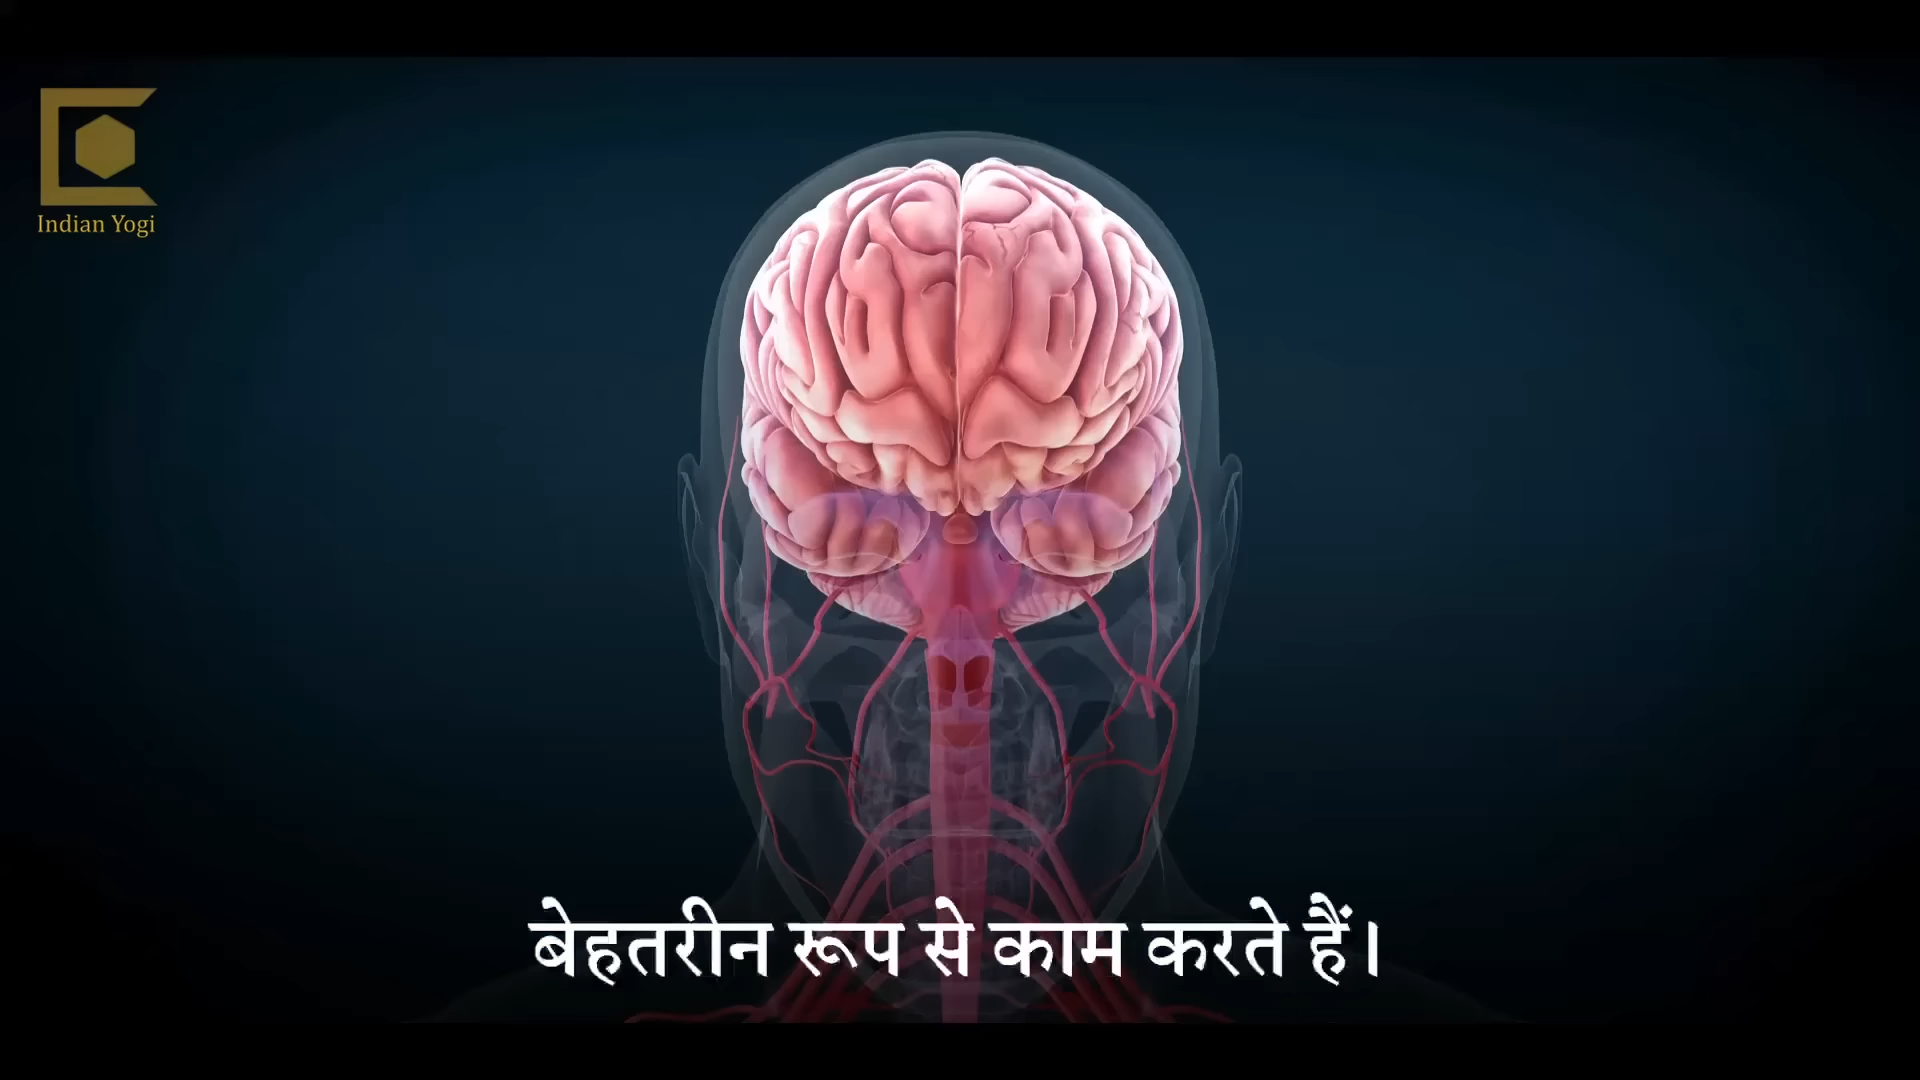 Indian Yogi
बेहतरीन रूप से काम करते हैं।